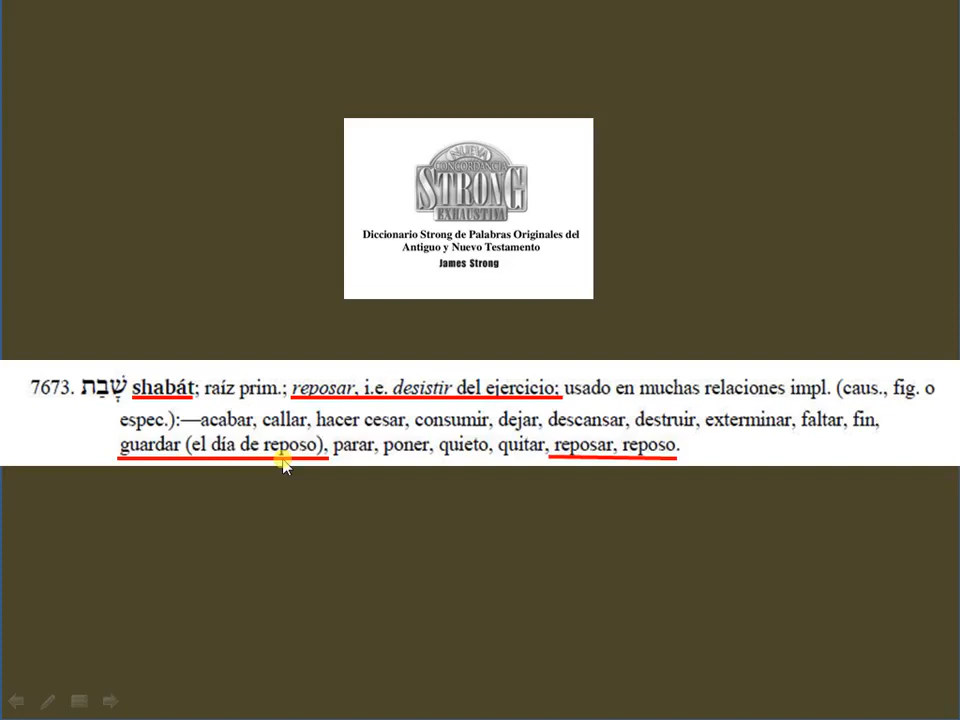 NUEVA
CONCORDANCIA
STRONG
EXHAUSTIVA
Diccionario Strong de Palabras Originales del
Antiguo y Nuevo Testamento
James Strong
7673. שָׁבַת shabát; raíz prim.; reposar, i.e. desistir del ejercicio; usado en muchas relaciones impl. (caus., fig. o
espec.):—acabar, callar, hacer cesar, consumir, dejar, descansar, destruir, exterminar, faltar, fin,
guardar (el día de reposo), parar, poner, quieto, quitar, reposar, reposo.